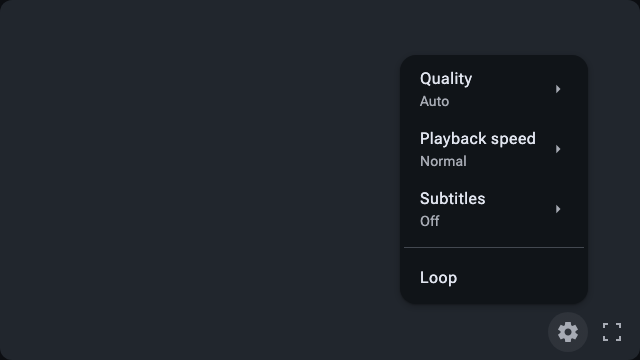 Quality
Auto
Playback speed
Normal
Subtitles
Off
Loop